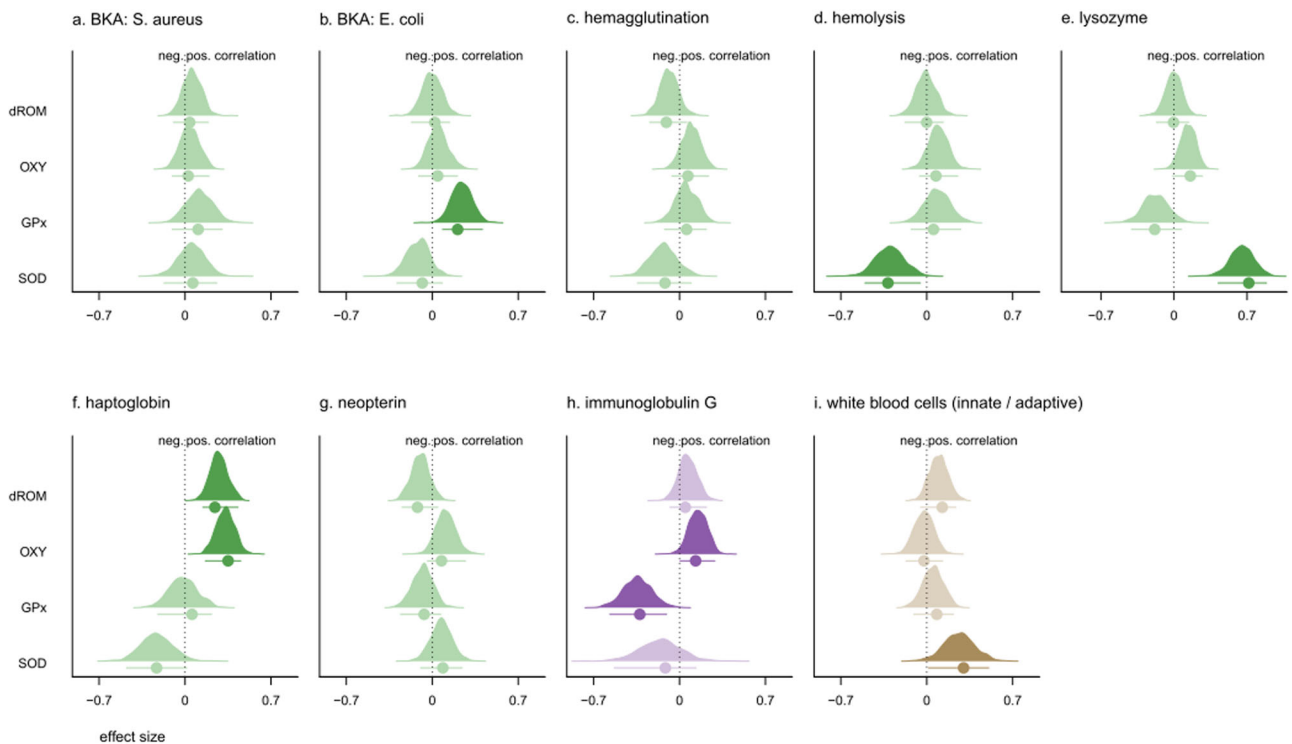 a. BKA: S. aureus
b. BKA: E. coli
c. hemagglutination
d. hemolysis
e. lysozyme
neg. pos. correlation
neg. pos. correlation
neg. pos. correlation
neg. pos. correlation
neg. pos. correlation
dROM
OXY
GPx
SOD
−0.7 0 0.7
−0.7 0 0.7
−0.7 0 0.7
−0.7 0 0.7
−0.7 0 0.7
f. haptoglobin
g. neopterin
h. immunoglobulin G
i. white blood cells (innate / adaptive)
neg. pos. correlation
neg. pos. correlation
neg. pos. correlation
neg. pos. correlation
dROM
OXY
GPx
SOD
−0.7 0 0.7
−0.7 0 0.7
−0.7 0 0.7
−0.7 0 0.7
effect size